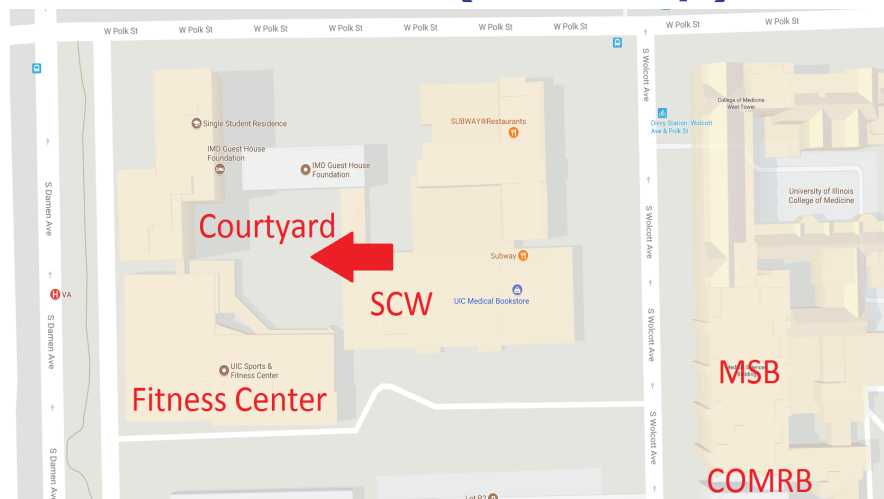 W Polk St
W Polk St
W Polk St
W Polk St
W Polk St
W Polk St
W Polk St
S Wolcott Ave
College of Medicine
West Tower
Divvy Station: Wolcott
Ave & Polk St
SUBWAY®Restaurants
Single Student Residence
IMD Guest House
Foundation
IMD Guest House
Foundation
S Damen Ave
University of Illinois
College of Medicine
S Wolcott Ave
Courtyard
Subway
H VA
SCW
UIC Medical Bookstore
S Damen Ave
S Wolcott Ave
UIC Sports &
Fitness Center
MSB
Fitness Center
S Wolcott Ave
S Damen Ave
COMRB